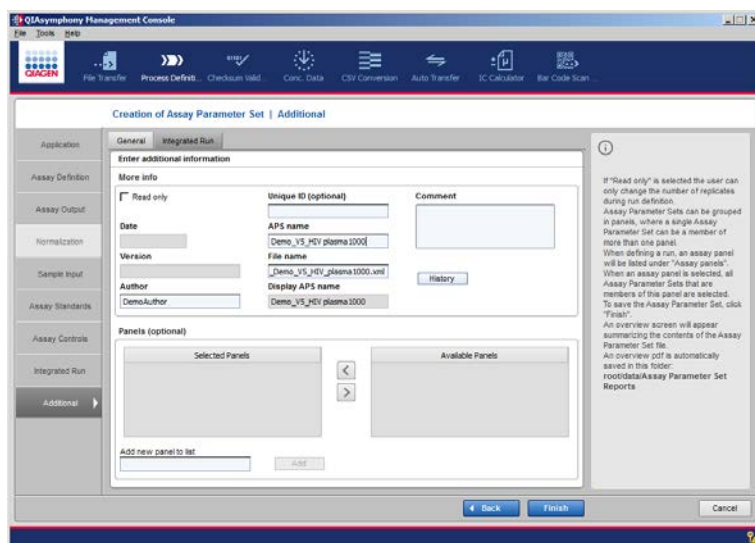 QIAsymphony Management Console
File Tools Help
QIAGEN
File Transfer
Process Definiti...
Checksum Valid...
Conc. Data
CSV Conversion
Auto Transfer
IC Calculator
Bar Code Scan...
Creation of Assay Parameter Set | Additional
Application
Assay Definition
Assay Output
Normalization
Sample Input
Assay Standards
Assay Controls
Integrated Run
Additional
General
Integrated Run
Enter additional information
More info
Read only
Unique ID (optional)
Comment
Date
APS name
Demo_VS_HIV plasma1000
Version
File name
_Demo_VS_HIV_plasma1000.xml
History
Author
Display APS name
DemoAuthor
Demo_VS_HIV plasma1000
Panels (optional)
Selected Panels
Available Panels
Add new panel to list
Add
If "Read only" is selected the user can
only change the number of replicates
during run definition.
Assay Parameter Sets can be grouped
in panels, where a single Assay
Parameter Set can be a member of
more than one panel.
When defining a run, an assay panel
will be listed under "Assay panels".
When an assay panel is selected, all
Assay Parameter Sets that are
members of this panel are selected.
To save the Assay Parameter Set, click
"Finish".
An overview screen will appear
summarizing the contents of the Assay
Parameter Set file.
An overview pdf is automatically
saved in this folder:
root/data/Assay Parameter Set
Reports
Back
Finish
Cancel